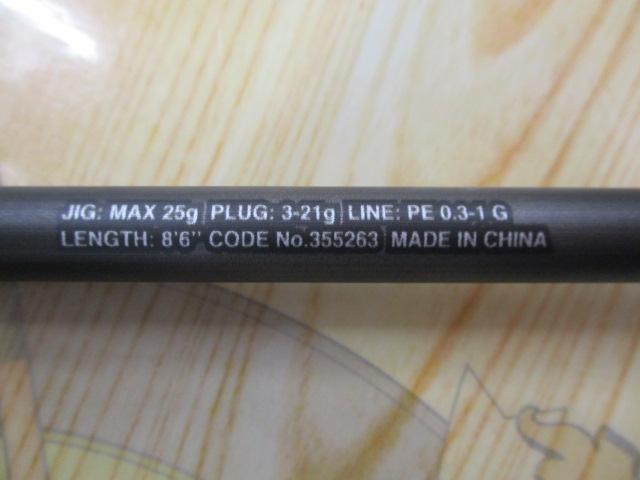 JIG: MAX 25g PLUG: 3-21g LINE: PE 0.3-1 G
LENGTH: 8'6'' CODE No.355263 MADE IN CHINA